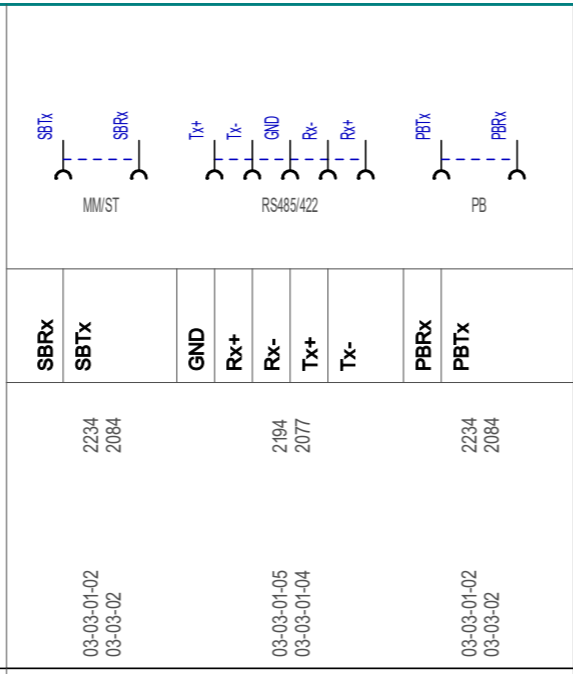 SBTx
SBRx
Tx+
Tx-
GND
Rx-
Rx+
PBTx
PBRx
MM/ST
RS485/422
PB
SBRx
SBTx
GND
Rx+
Rx-
Tx+
Tx-
PBRx
PBTx
2234
2084
2194
2077
2234
2084
03-03-01-02
03-03-02
03-03-01-05
03-03-01-04
03-03-01-02
03-03-02